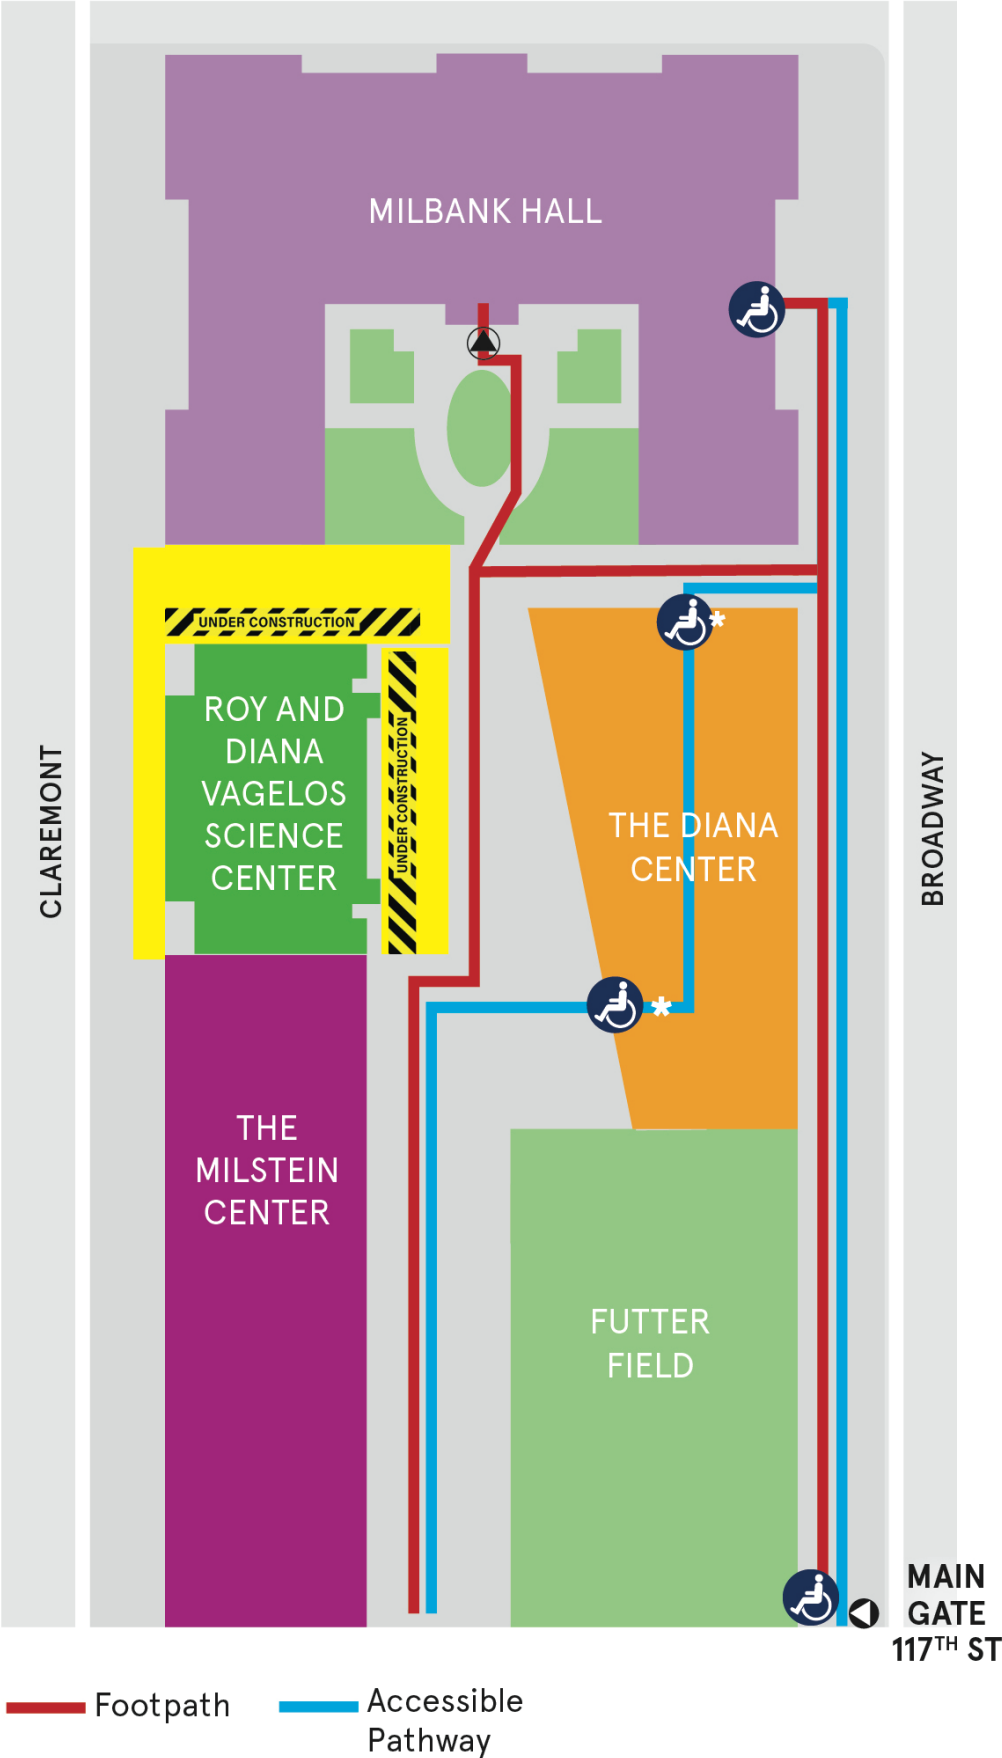 MILBANK HALL
UNDER CONSTRUCTION
ROY AND
DIANA
VAGELOS
SCIENCE
CENTER
UNDER CONSTRUCTION
*
THE DIANA
CENTER
*
CLAREMONT
BROADWAY
THE
MILSTEIN
CENTER
FUTTER
FIELD
MAIN
GATE
117TH ST
Footpath
Accessible
Pathway